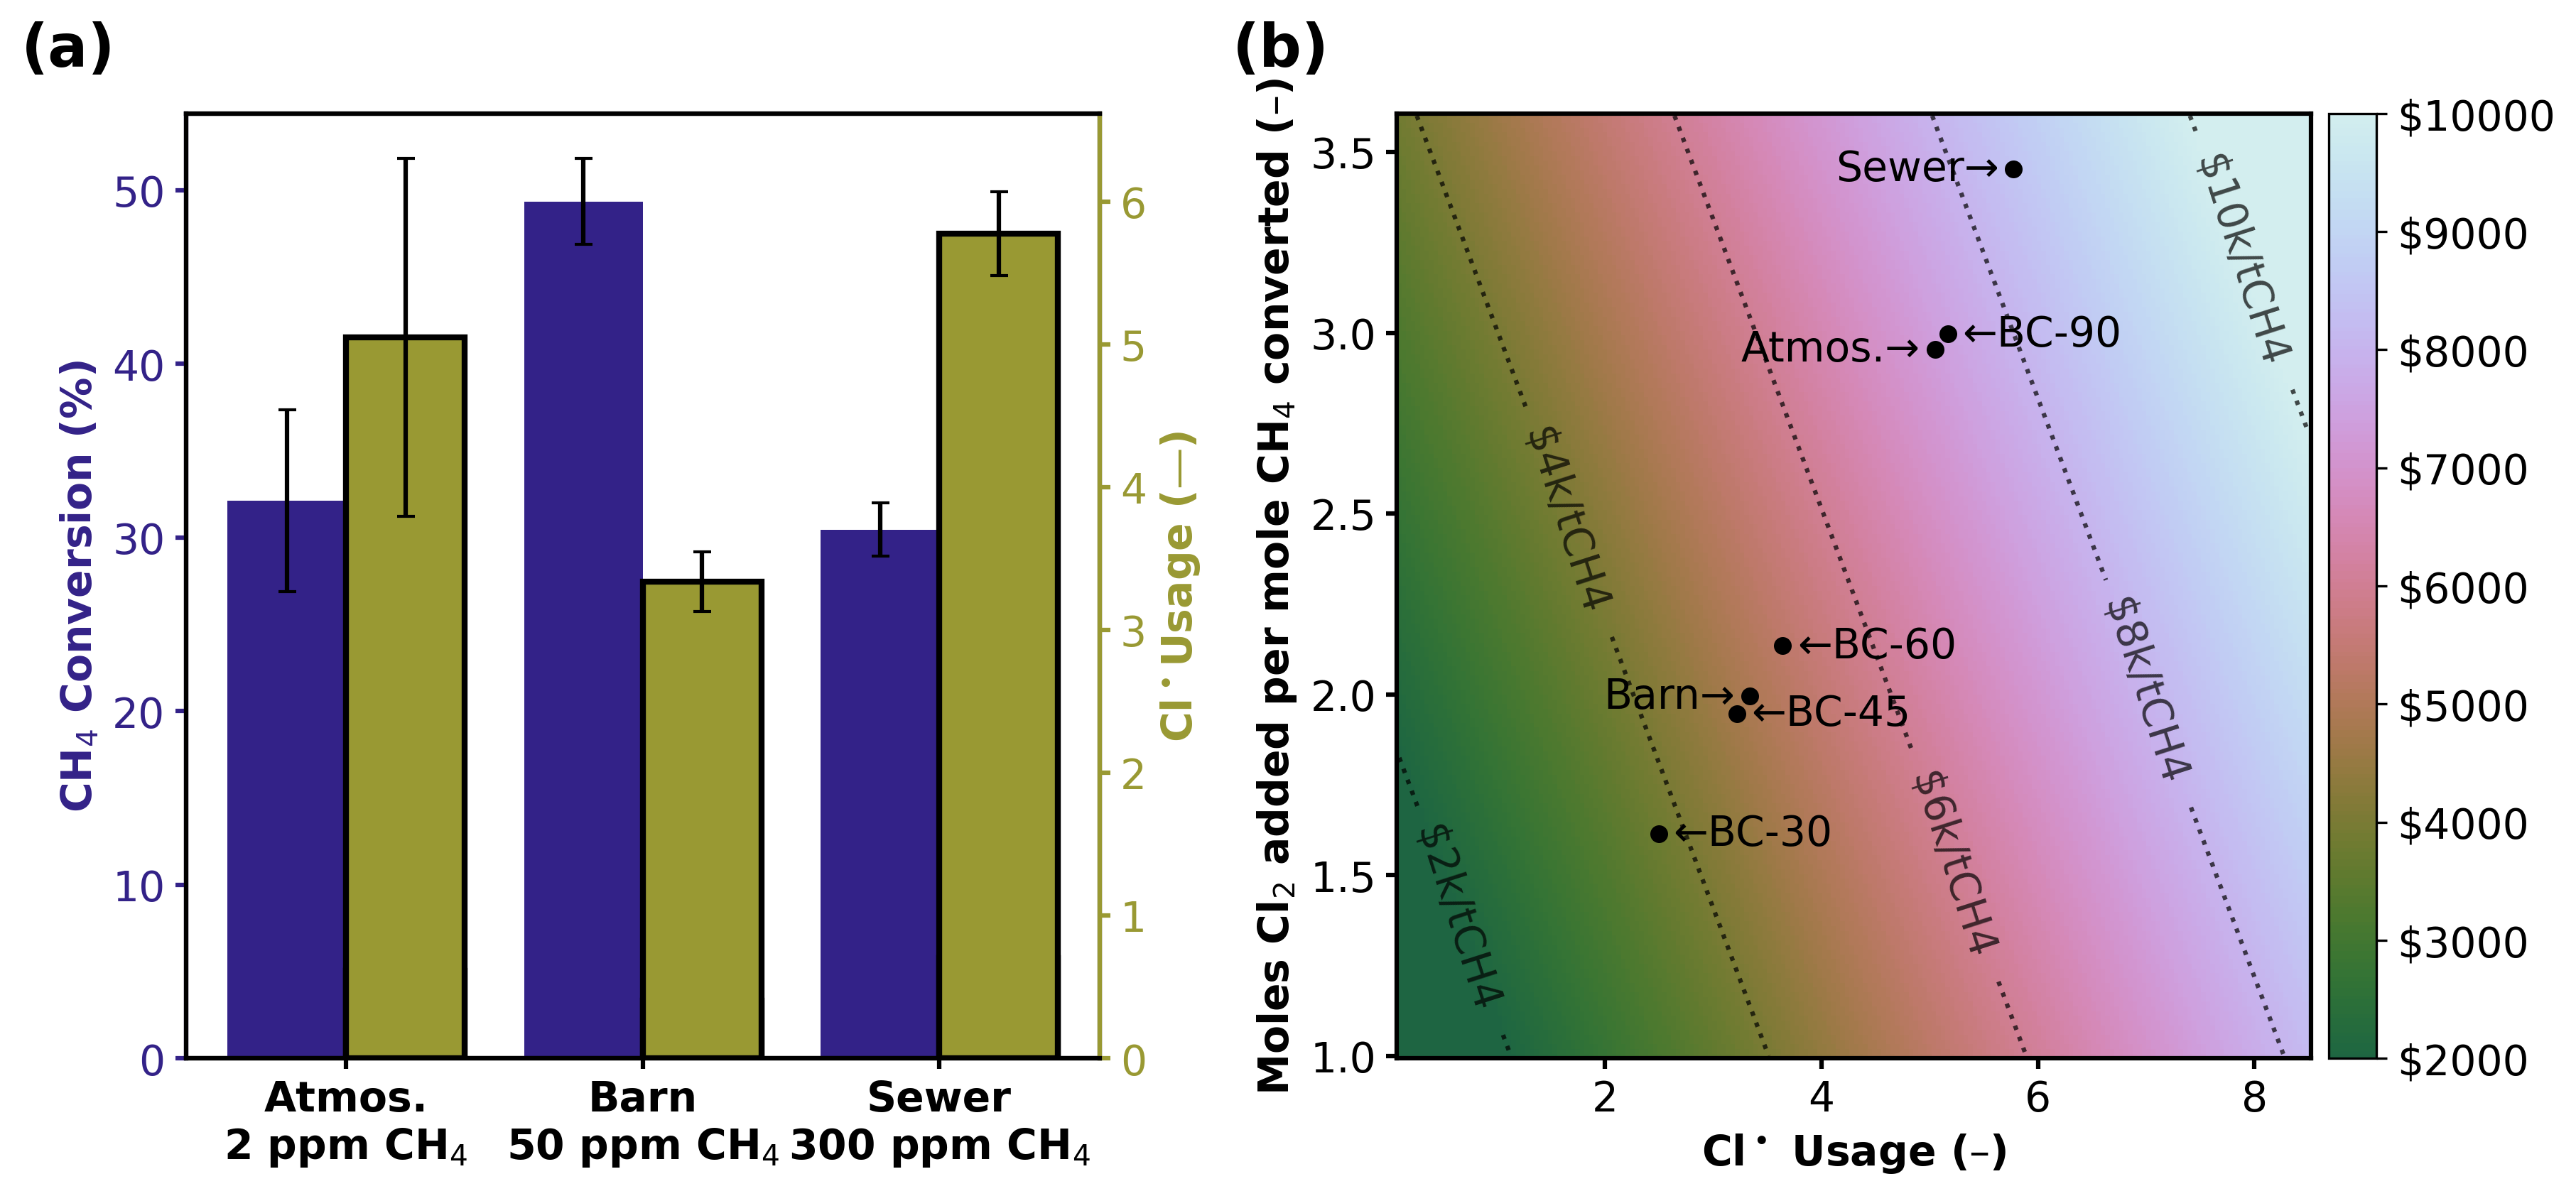 (a)
CH₄ Conversion (%)
50
40
30
20
10
0
6
5
4
3
2
1
0
Cl• Usage (—)
Atmos.
2 ppm CH₄
Barn
50 ppm CH₄
Sewer
300 ppm CH₄
(b)
Moles Cl₂ added per mole CH₄ converted (–)
3.5
3.0
2.5
2.0
1.5
1.0
Sewer→
←BC-90
Atmos.→
←BC-60
Barn→
←BC-45
←BC-30
$2k/tCH4
$4k/tCH4
$6k/tCH4
$8k/tCH4
$10k/tCH4
2
4
6
8
Cl• Usage (–)
$10000
$9000
$8000
$7000
$6000
$5000
$4000
$3000
$2000